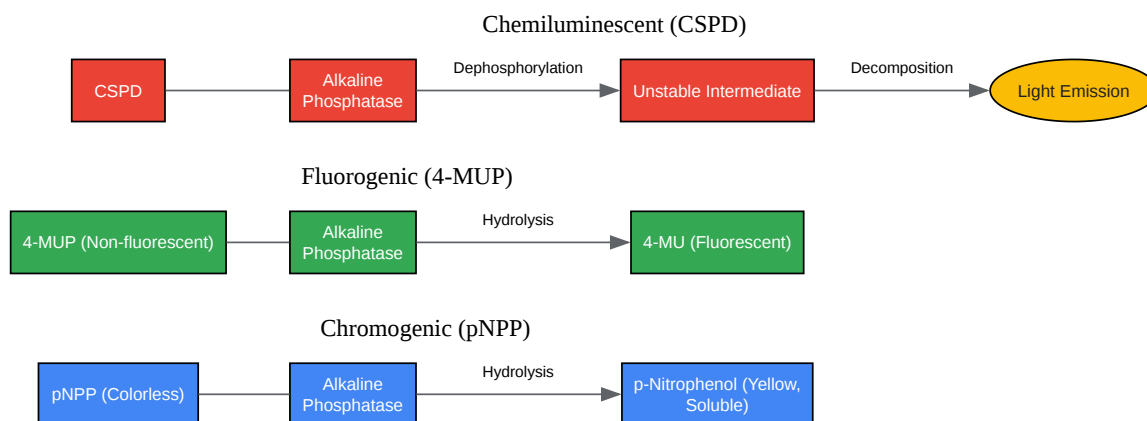 Chemiluminescent (CSPD)
CSPD
Alkaline
Phosphatase
Dephosphorylation
Unstable Intermediate
Decomposition
Light Emission
Fluorogenic (4-MUP)
4-MUP (Non-fluorescent)
Alkaline
Phosphatase
Hydrolysis
4-MU (Fluorescent)
Chromogenic (pNPP)
pNPP (Colorless)
Alkaline
Phosphatase
Hydrolysis
p-Nitrophenol (Yellow,
Soluble)